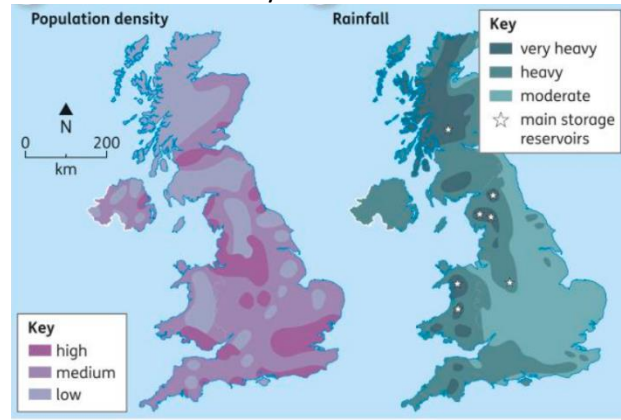 Population density
N
0 200
km
Key
high
medium
low
Rainfall
Key
very heavy
heavy
moderate
main storage
reservoirs